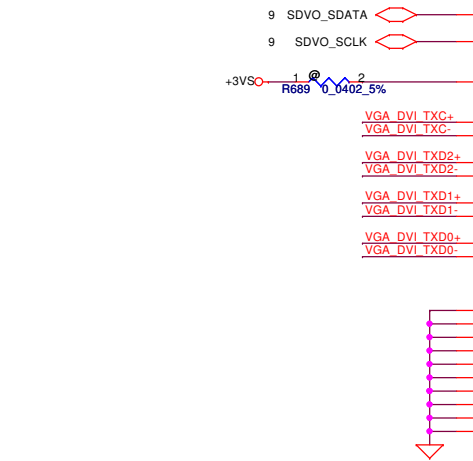 9 SDVO_SDATA
9 SDVO_SCLK
+3VS 1 @ 2
R689 0_0402_5%
VGA_DVI_TXC+
VGA_DVI_TXC-
VGA_DVI_TXD2+
VGA_DVI_TXD2-
VGA_DVI_TXD1+
VGA_DVI_TXD1-
VGA_DVI_TXD0+
VGA_DVI_TXD0-